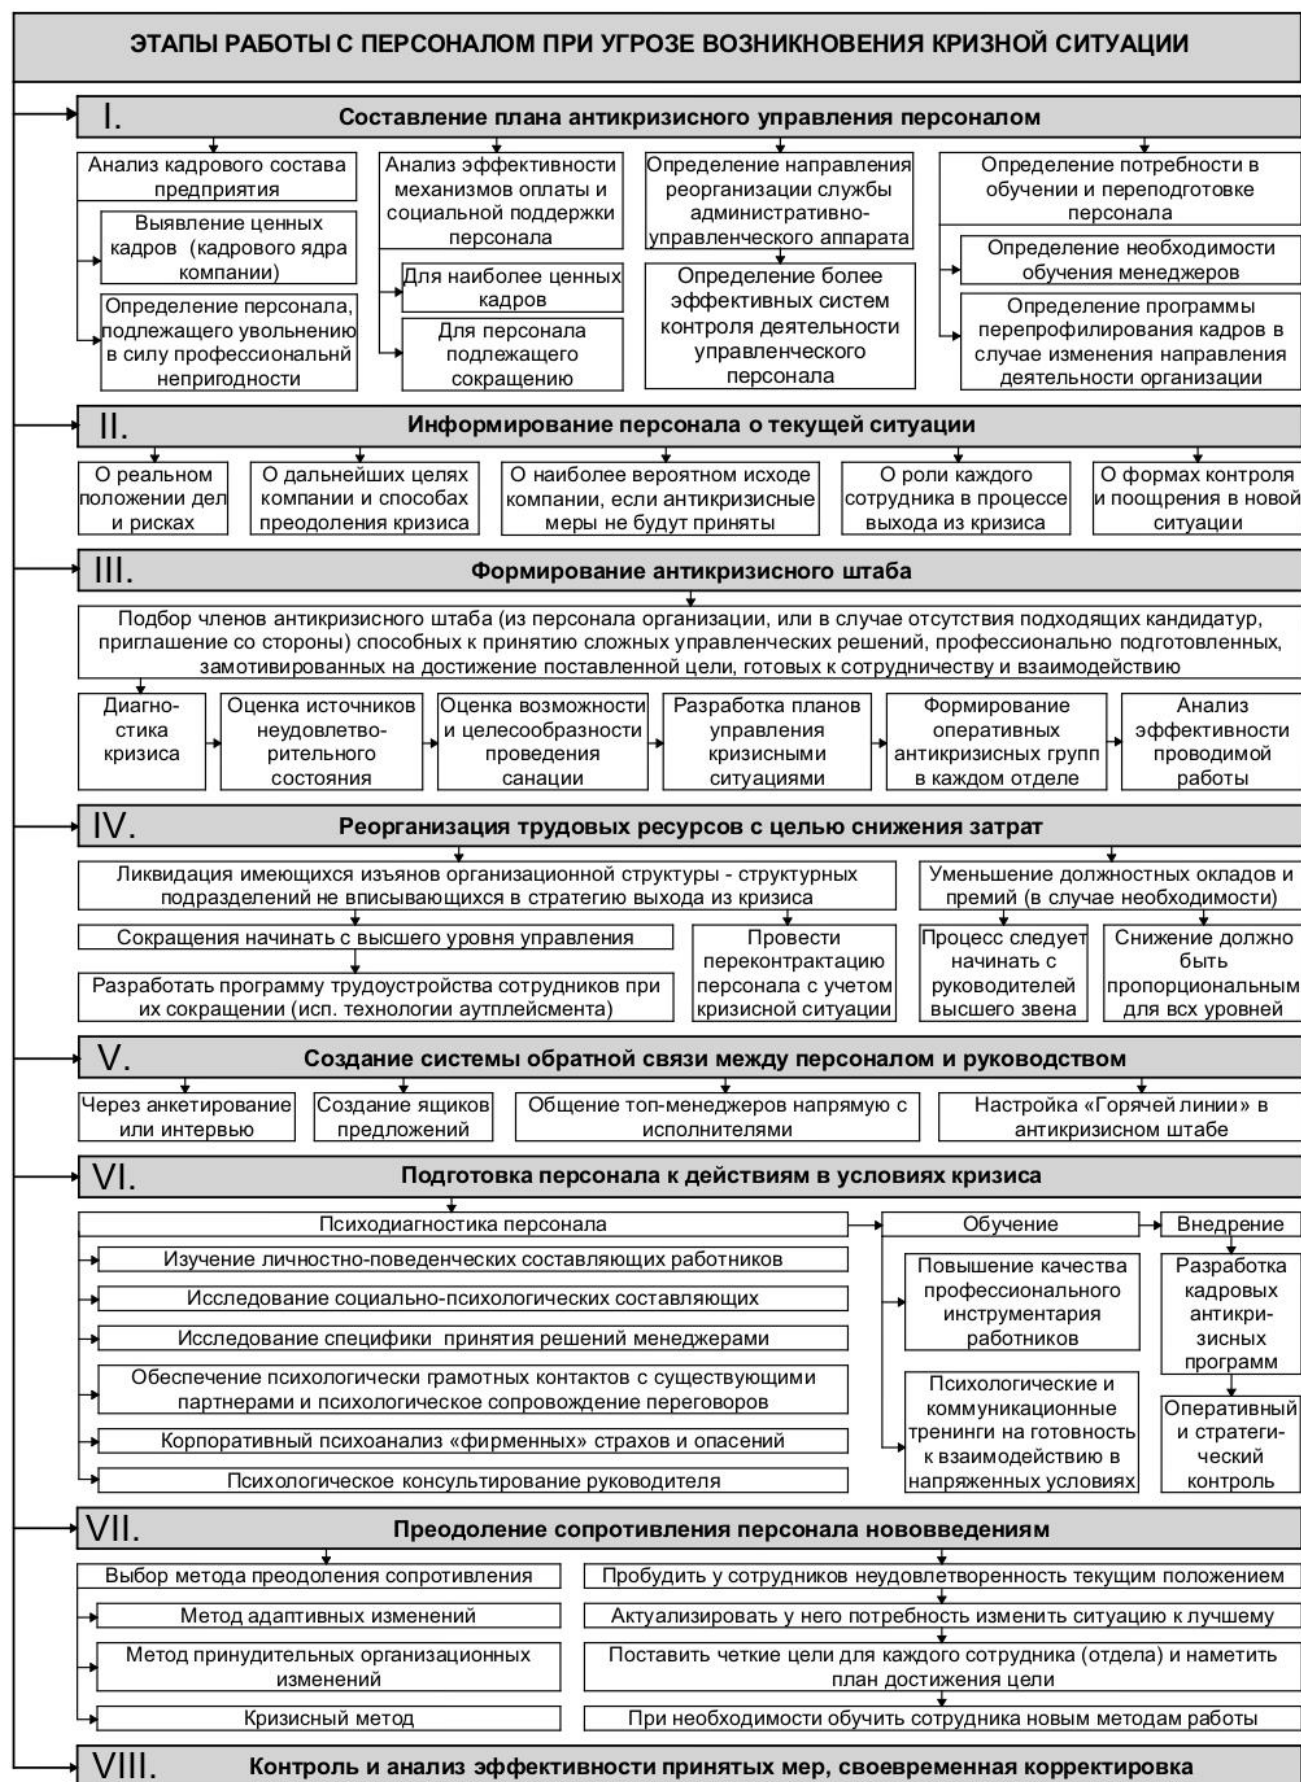 ЭТАПЫ РАБОТЫ С ПЕРСОНАЛОМ ПРИ УГРОЗЕ ВОЗНИКНОВЕНИЯ КРИЗНОЙ СИТУАЦИИ
I. Составление плана антикризисного управления персоналом
Анализ кадрового состава
предприятия
Выявление ценных
кадров (кадрового ядра
компании)
Определение персонала,
подлежащего увольнению
в силу профессиональнй
непригодности
Анализ эффективности
механизмов оплаты и
социальной поддержки
персонала
Для наиболее ценных
кадров
Для персонала
подлежащего
сокращению
Определение направления
реорганизации службы
административно-
управленческого аппарата
Определение более
эффективных систем
контроля деятельности
управленческого
персонала
Определение потребности в
обучении и переподготовке
персонала
Определение необходимости
обучения менеджеров
Определение программы
перепрофилирования кадров в
случае изменения направления
деятельности организации
II. Информирование персонала о текущей ситуации
О реальном
положении дел
и рисках
О дальнейших целях
компании и способах
преодоления кризиса
О наиболее вероятном исходе
компании, если антикризисные
меры не будут приняты
О роли каждого
сотрудника в процессе
выхода из кризиса
О формах контроля
и поощрения в новой
ситуации
III. Формирование антикризисного штаба
Подбор членов антикризисного штаба (из персонала организации, или в случае отсутствия подходящих кандидатур,
приглашение со стороны) способных к принятию сложных управленческих решений, профессионально подготовленных,
замотивированных на достижение поставленной цели, готовых к сотрудничеству и взаимодействию
Диагно-
стика
кризиса
Оценка источников
неудовлетво-
рительного
состояния
Оценка возможности
и целесообразности
проведения
санации
Разработка планов
управления
кризисными
ситуациями
Формирование
оперативных
антикризисных групп
в каждом отделе
Анализ
эффективности
проводимой
работы
IV. Реорганизация трудовых ресурсов с целью снижения затрат
Ликвидация имеющихся изъянов организационной структуры - структурных
подразделений не вписывающихся в стратегию выхода из кризиса
Сокращения начинать с высшего уровня управления
Разработать программу трудоустройства сотрудников при
их сокращении (исп. технологии аутплейсмента)
Провести
переконтрактацию
персонала с учетом
кризисной ситуации
Уменьшение должностных окладов и
премий (в случае необходимости)
Процесс следует
начинать с
руководителей
высшего звена
Снижение должно
быть
пропорциональным
для всх уровней
V. Создание системы обратной связи между персоналом и руководством
Через анкетирование
или интервью
Создание ящиков
предложений
Общение топ-менеджеров напрямую с
исполнителями
Настройка «Горячей линии» в
антикризисном штабе
VI. Подготовка персонала к действиям в условиях кризиса
Психодиагностика персонала
Изучение личностно-поведенческих составляющих работников
Исследование социально-психологических составляющих
Исследование специфики принятия решений менеджерами
Обеспечение психологически грамотных контактов с существующими
партнерами и психологическое сопровождение переговоров
Корпоративный психоанализ «фирменных» страхов и опасений
Психологическое консультирование руководителя
Обучение
Повышение качества
профессионального
инструментария
работников
Психологические и
коммуникационные
тренинги на готовность
к взаимодействию в
напряженных условиях
Внедрение
Разработка
кадровых
антикри-
зисных
программ
Оперативный
и стратеги-
ческий
контроль
VII. Преодоление сопротивления персонала нововведениям
Выбор метода преодоления сопротивления
Метод адаптивных изменений
Метод принудительных организационных
изменений
Кризисный метод
Пробудить у сотрудников неудовлетворенность текущим положением
Актуализировать у него потребность изменить ситуацию к лучшему
Поставить четкие цели для каждого сотрудника (отдела) и наметить
план достижения цели
При необходимости обучить сотрудника новым методам работы
VIII. Контроль и анализ эффективности принятых мер, своевременная корректировка